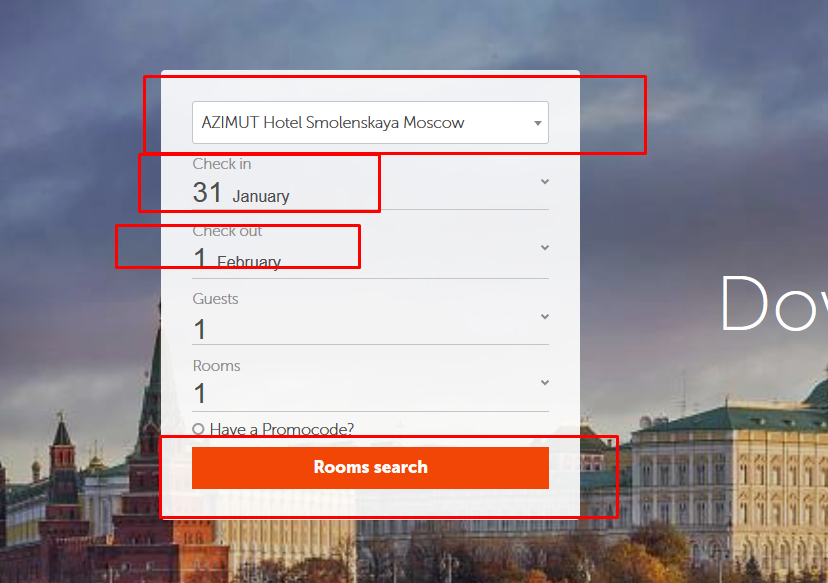 AZIMUT Hotel Smolenskaya Moscow
Check in
31 January
Check out
1 February
Guests
1
Rooms
1
Have a Promocode?
Rooms search